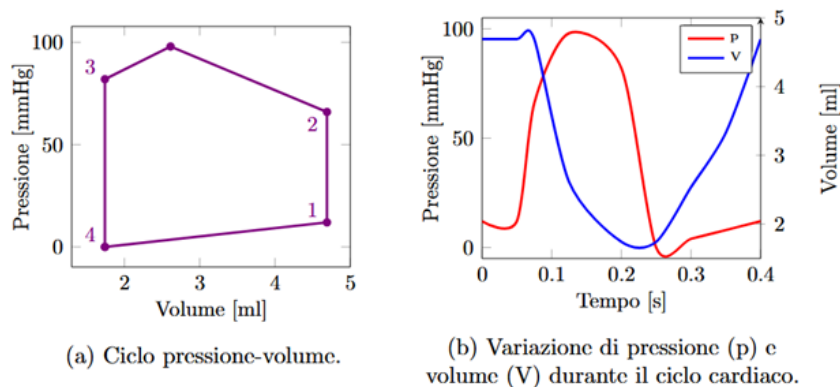 100
50
0
Pressione [mmHg]
3
2
1
4
2
3
4
5
Volume [ml]
(a) Ciclo pressione-volume.
100
50
0
Pressione [mmHg]
p
V
5
4
3
2
Volume [ml]
0
0.1
0.2
0.3
0.4
Tempo [s]
(b) Variazione di pressione (p) e
volume (V) durante il ciclo cardiaco.